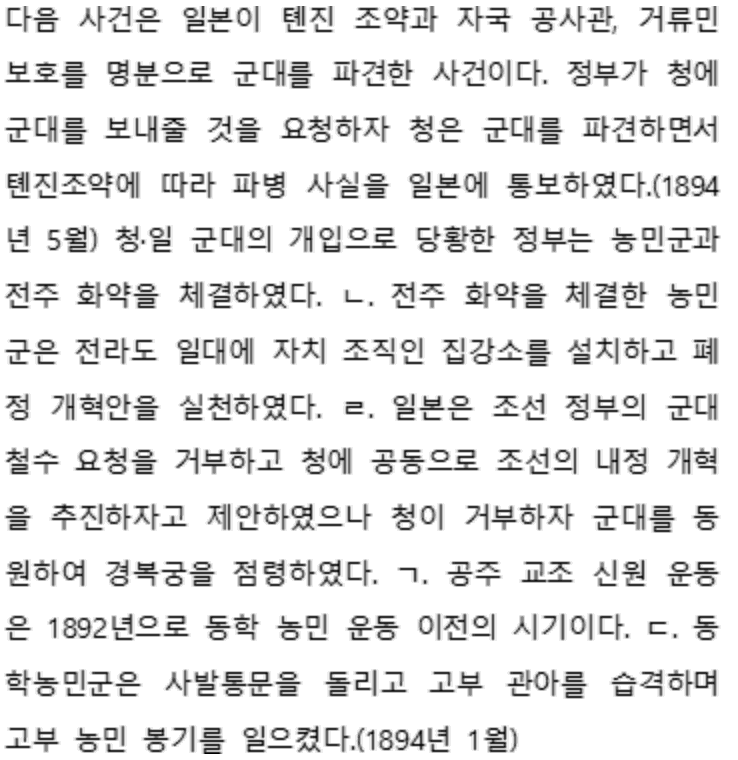 다음 사건은 일본이 톈진 조약과 자국 공사관, 거류민
보호를 명분으로 군대를 파견한 사건이다. 정부가 청에
군대를 보내줄 것을 요청하자 청은 군대를 파견하면서
톈진조약에 따라 파병 사실을 일본에 통보하였다.(1894
년 5월) 청·일 군대의 개입으로 당황한 정부는 농민군과
전주 화약을 체결하였다. ㄴ. 전주 화약을 체결한 농민
군은 전라도 일대에 자치 조직인 집강소를 설치하고 폐
정 개혁안을 실천하였다. ㄹ. 일본은 조선 정부의 군대
철수 요청을 거부하고 청에 공동으로 조선의 내정 개혁
을 추진하자고 제안하였으나 청이 거부하자 군대를 동
원하여 경복궁을 점령하였다. ㄱ. 공주 교조 신원 운동
은 1892년으로 동학 농민 운동 이전의 시기이다. ㄷ. 동
학농민군은 사발통문을 돌리고 고부 관아를 습격하며
고부 농민 봉기를 일으켰다.(1894년 1월)